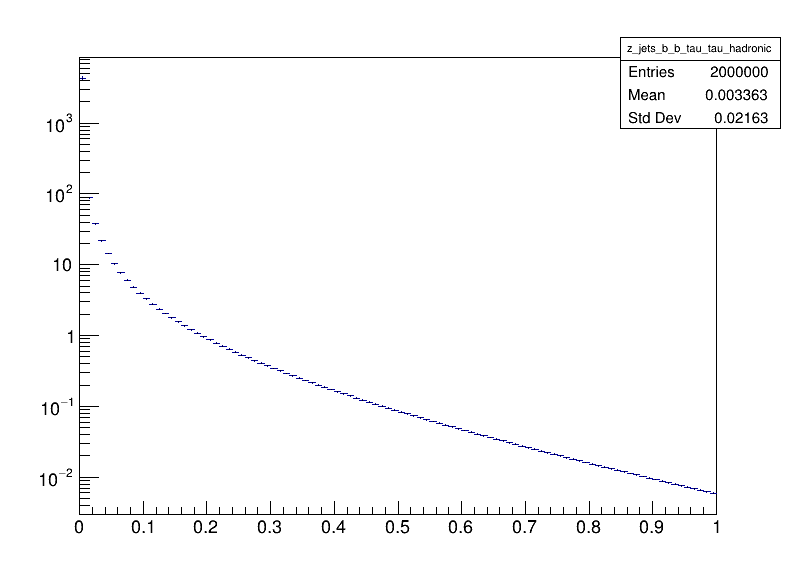 z_jets_b_b_tau_tau_hadronic
Entries 2000000
Mean 0.003363
Std Dev 0.02163
10³
10²
10
1
10⁻¹
10⁻²
0 0.1 0.2 0.3 0.4 0.5 0.6 0.7 0.8 0.9 1